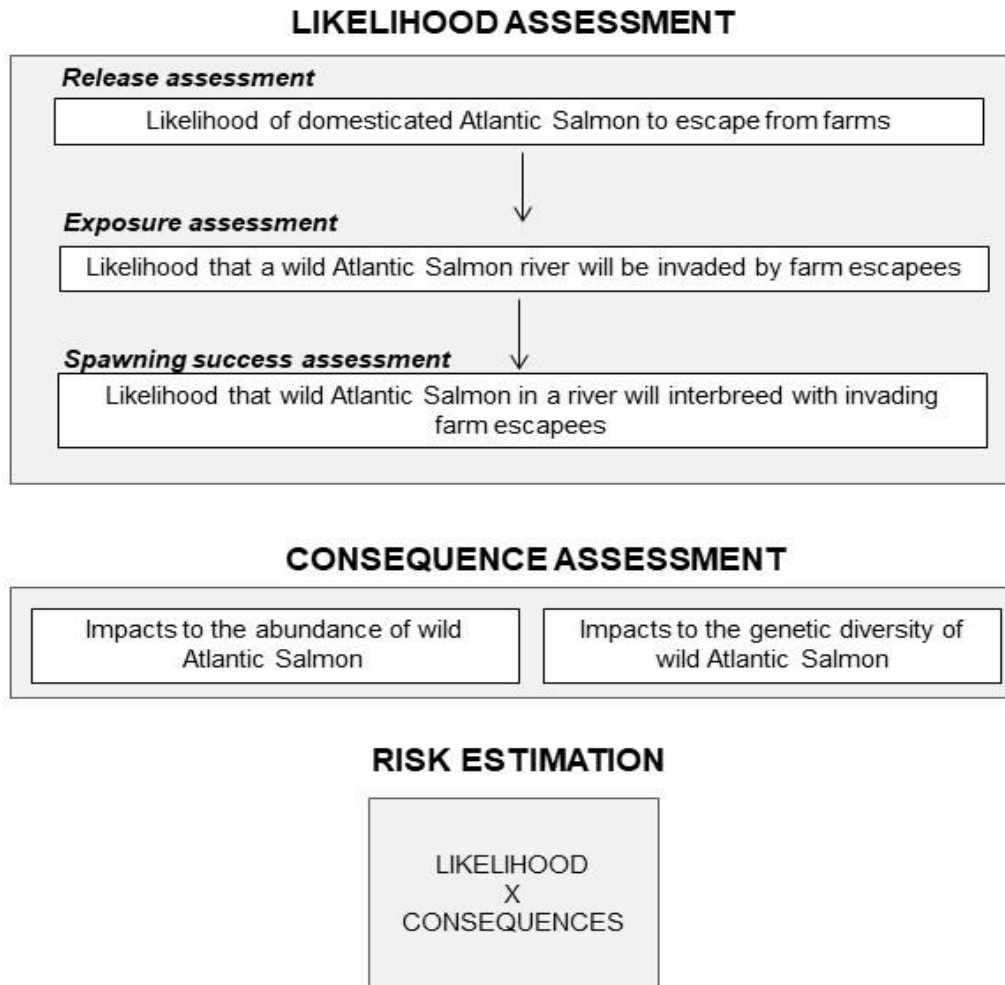 LIKELIHOOD ASSESSMENT
Release assessment
Likelihood of domesticated Atlantic Salmon to escape from farms
Exposure assessment
Likelihood that a wild Atlantic Salmon river will be invaded by farm escapees
Spawning success assessment
Likelihood that wild Atlantic Salmon in a river will interbreed with invading
farm escapees
CONSEQUENCE ASSESSMENT
Impacts to the abundance of wild
Atlantic Salmon
Impacts to the genetic diversity of
wild Atlantic Salmon
RISK ESTIMATION
LIKELIHOOD
X
CONSEQUENCES